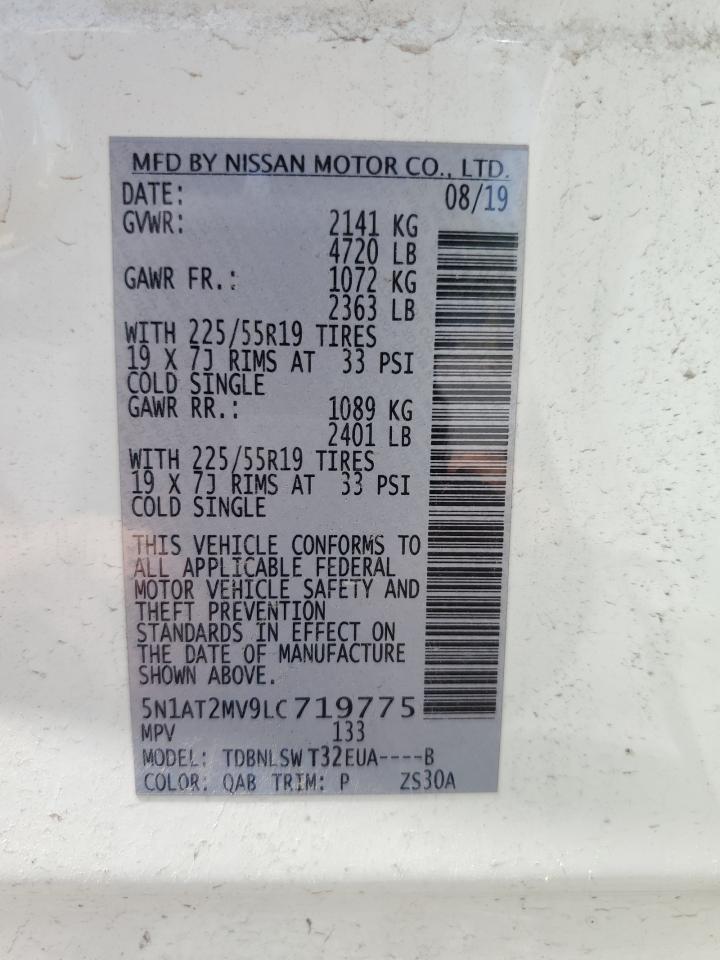 MFD BY NISSAN MOTOR CO., LTD.
DATE: 08/19
GVWR: 2141 KG
4720 LB
GAWR FR.: 1072 KG
2363 LB
WITH 225/55R19 TIRES
19 X 7J RIMS AT 33 PSI
COLD SINGLE
GAWR RR.: 1089 KG
2401 LB
WITH 225/55R19 TIRES
19 X 7J RIMS AT 33 PSI
COLD SINGLE
THIS VEHICLE CONFORMS TO
ALL APPLICABLE FEDERAL
MOTOR VEHICLE SAFETY AND
THEFT PREVENTION
STANDARDS IN EFFECT ON
THE DATE OF MANUFACTURE
SHOWN ABOVE.
5N1AT2MV9LC719775
MPV 133
MODEL: TDBNLSWT32EUA----B
COLOR: QAB TRIM: P ZS30A